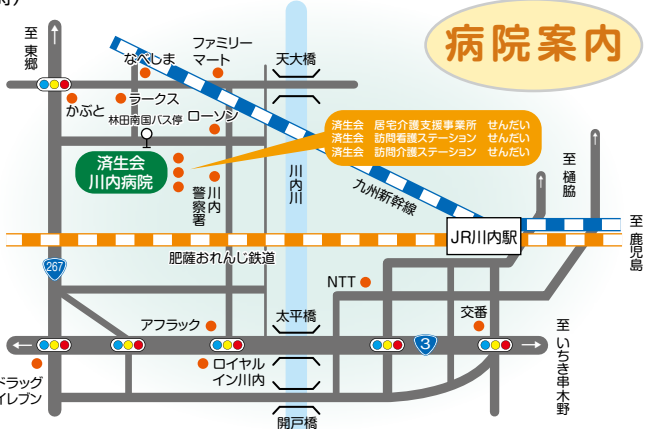 時）
病院案内
至 東郷
なべしま
ファミリー
マート
天大橋
かぶと
ラークス
林田南国バス停
ローソン
済生会　居宅介護支援事業所　せんだい
済生会　訪問看護ステーション　せんだい
済生会　訪問介護ステーション　せんだい
済生会
川内病院
川内
警察署
川内川
九州新幹線
至 樋脇
JR川内駅
至 鹿児島
肥薩おれんじ鉄道
267
NTT
アフラック
太平橋
交番
3
至 いちき串木野
ドラッグ
イレブン
ロイヤル
イン川内
開戸橋